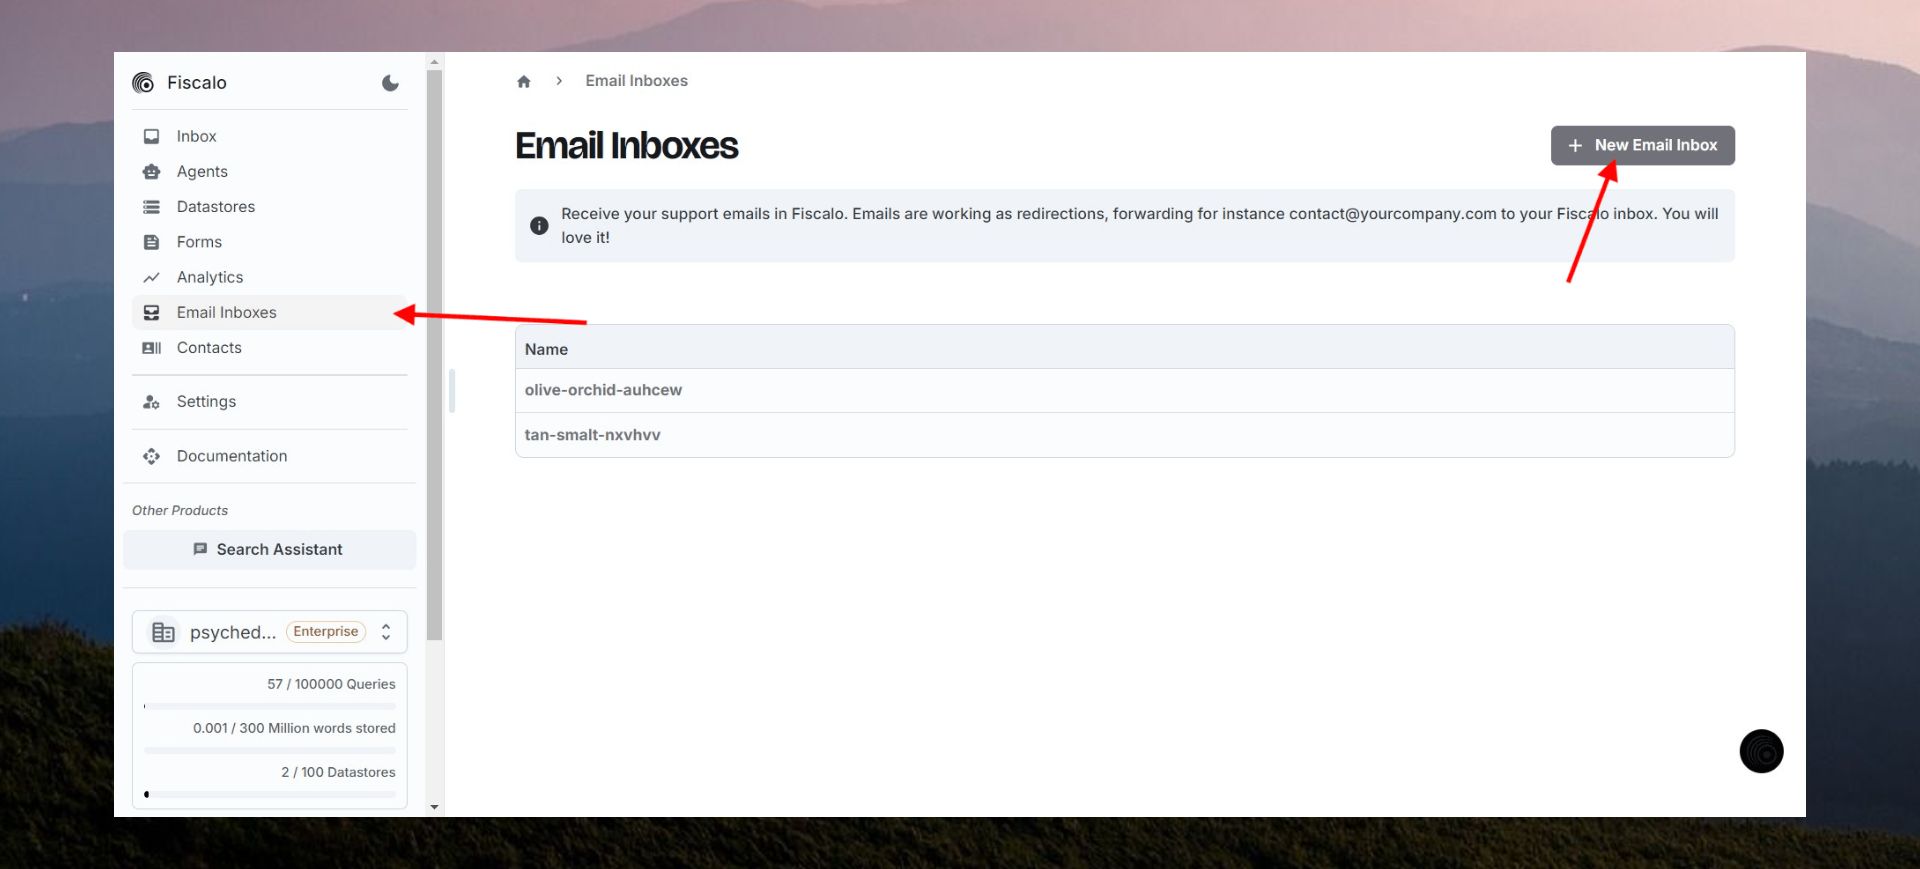 Fiscalo
Inbox
Agents
Datastores
Forms
Analytics
Email Inboxes
Contacts
Settings
Documentation
Other Products
Search Assistant
psyched... Enterprise
57 / 100000 Queries
0.001 / 300 Million words stored
2 / 100 Datastores
Email Inboxes
Email Inboxes
+ New Email Inbox
Receive your support emails in Fiscalo. Emails are working as redirections, forwarding for instance contact@yourcompany.com to your Fiscalo inbox. You will
love it!
Name
olive-orchid-auhcew
tan-smalt-nxvhvv